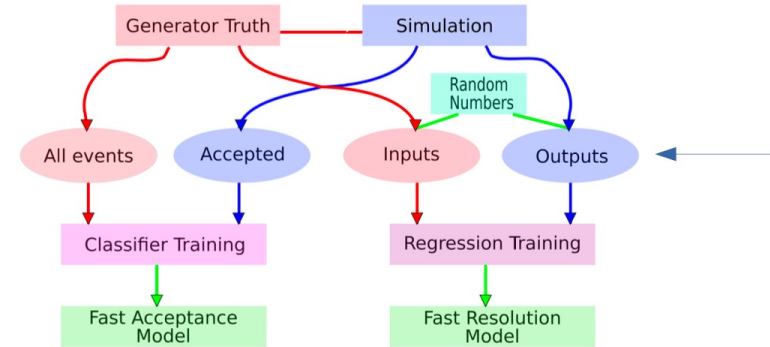 Generator Truth
Simulation
Random
Numbers
All events
Accepted
Inputs
Outputs
Classifier Training
Regression Training
Fast Acceptance
Model
Fast Resolution
Model